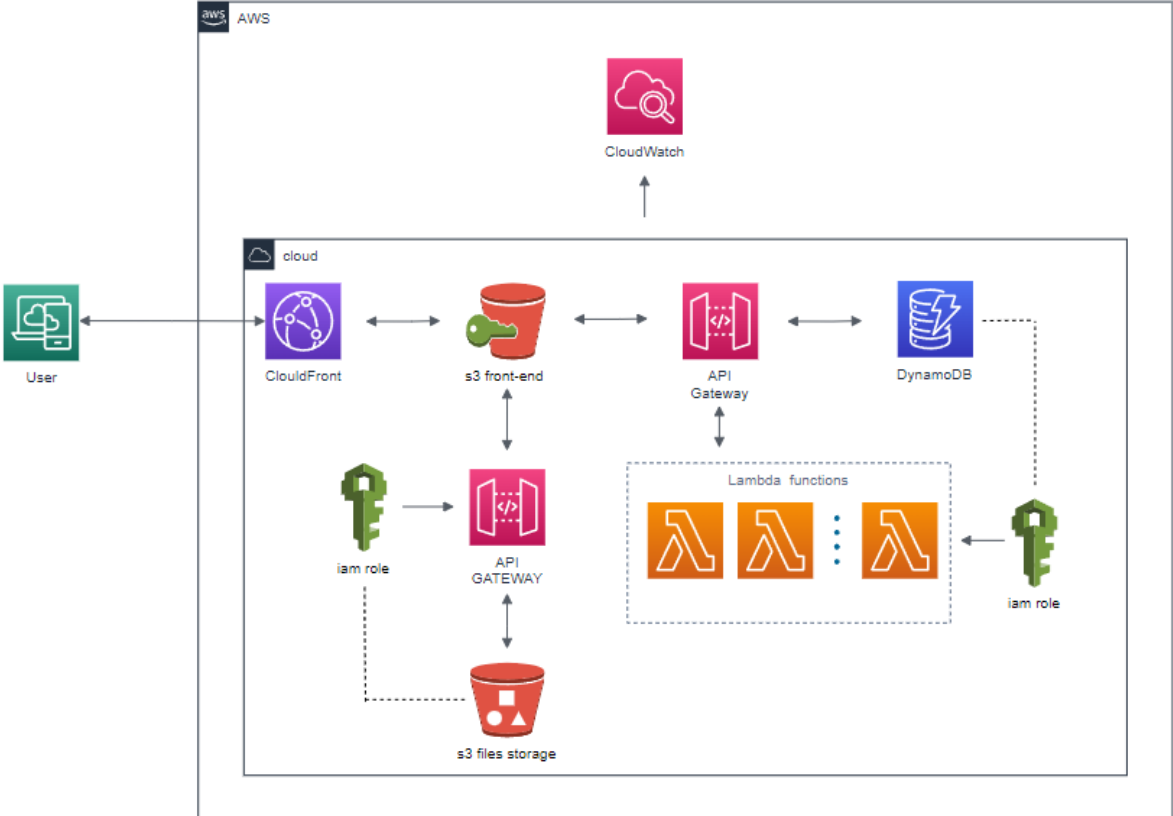 aws
AWS
CloudWatch
cloud
User
ClouldFront
s3 front-end
API
Gateway
DynamoDB
Lambda functions
iam role
API
GATEWAY
iam role
s3 files storage